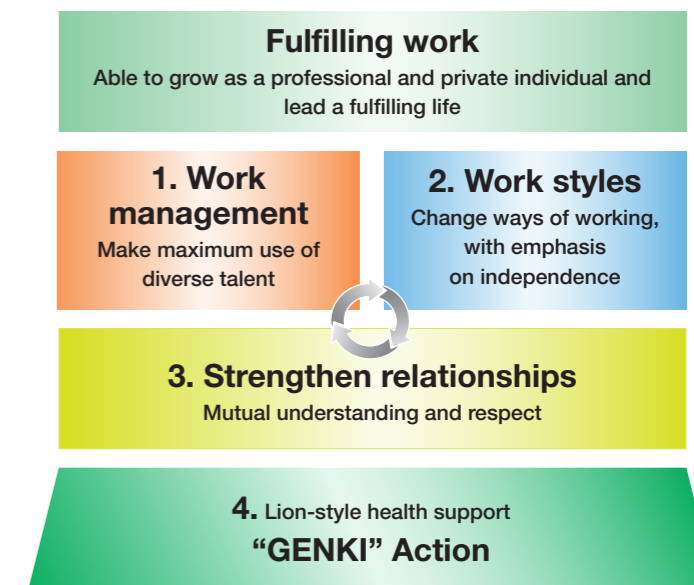 Fulfilling work
Able to grow as a professional and private individual and
lead a fulfilling life
1. Work
management
Make maximum use of
diverse talent
2. Work styles
Change ways of working,
with emphasis
on independence
3. Strengthen relationships
Mutual understanding and respect
4. Lion-style health support
“GENKI” Action